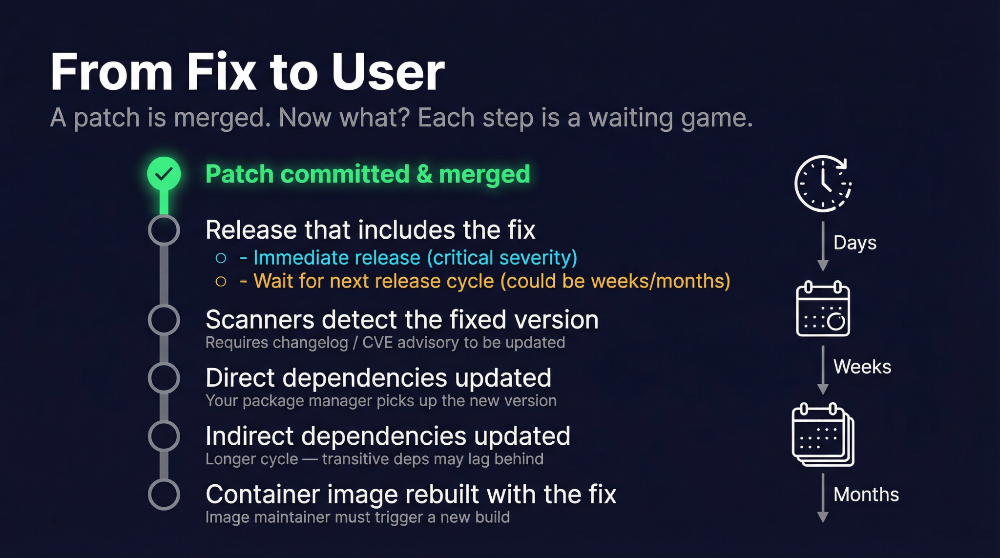 From Fix to User
A patch is merged. Now what? Each step is a waiting game.
Patch committed & merged
Release that includes the fix
- Immediate release (critical severity)
- Wait for next release cycle (could be weeks/months)
Scanners detect the fixed version
Requires changelog / CVE advisory to be updated
Direct dependencies updated
Your package manager picks up the new version
Indirect dependencies updated
Longer cycle — transitive deps may lag behind
Container image rebuilt with the fix
Image maintainer must trigger a new build
Days
Weeks
Months